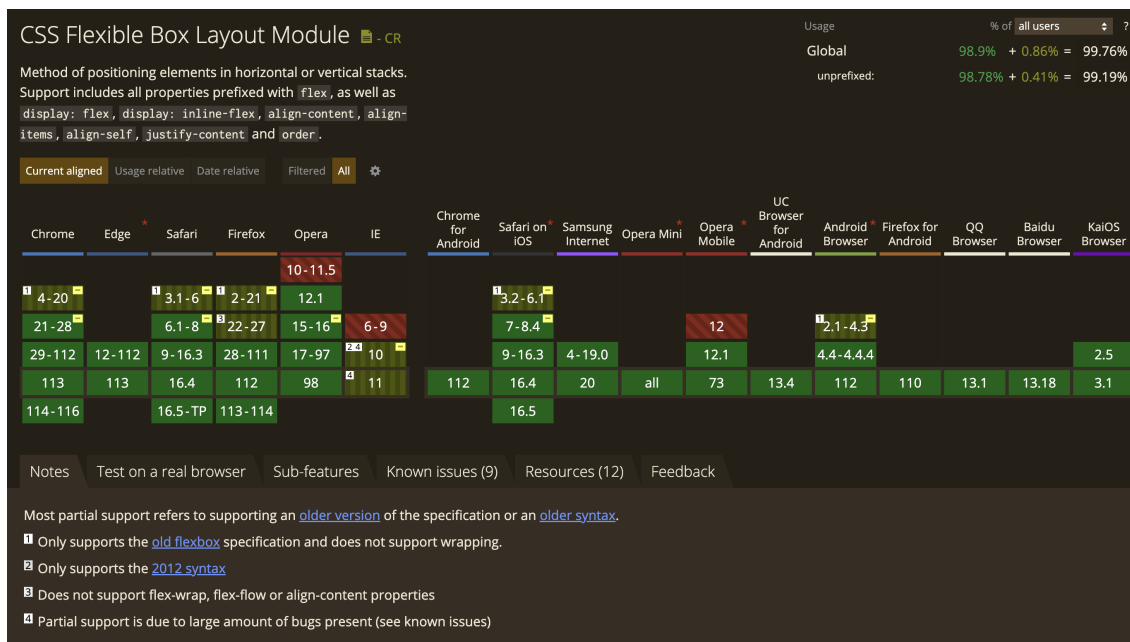 CSS Flexible Box Layout Module - CR
Usage % of all users ?
Global 98.9% + 0.86% = 99.76%
unprefixed: 98.78% + 0.41% = 99.19%
Method of positioning elements in horizontal or vertical stacks.
Support includes all properties prefixed with flex, as well as
display: flex, display: inline-flex, align-content, align-
items, align-self, justify-content and order.
Current aligned Usage relative Date relative Filtered All
Chrome Edge * Safari Firefox Opera IE Chrome for Android Safari on iOS * Samsung Internet Opera Mini * Opera Mobile * UC Browser for Android Android Browser * Firefox for Android QQ Browser Baidu Browser KaiOS Browser
10-11.5
1 4-20 1 3.1-6 1 2-21 12.1 1 3.2-6.1
21-28 6.1-8 3 22-27 15-16 6-9 7-8.4 12 1 2.1-4.3
29-112 12-112 9-16.3 28-111 17-97 2 4 10 9-16.3 4-19.0 12.1 4.4-4.4.4 2.5
113 113 16.4 112 98 4 11 112 16.4 20 all 73 13.4 112 110 13.1 13.18 3.1
114-116 16.5-TP 113-114 16.5
Notes Test on a real browser Sub-features Known issues (9) Resources (12) Feedback
Most partial support refers to supporting an older version of the specification or an older syntax.
1 Only supports the old flexbox specification and does not support wrapping.
2 Only supports the 2012 syntax
3 Does not support flex-wrap, flex-flow or align-content properties
4 Partial support is due to large amount of bugs present (see known issues)